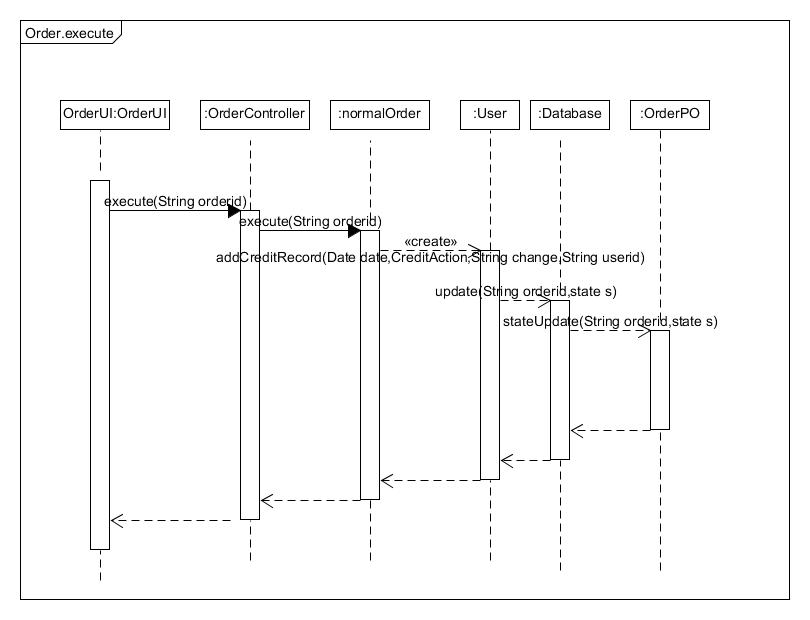 Order.execute
OrderUI:OrderUI
:OrderController
:normalOrder
:User
:Database
:OrderPO
execute(String orderid)
execute(String orderid)
«create»
addCreditRecord(Date date,CreditAction,String change,String userid)
update(String orderid,state s)
stateUpdate(String orderid,state s)